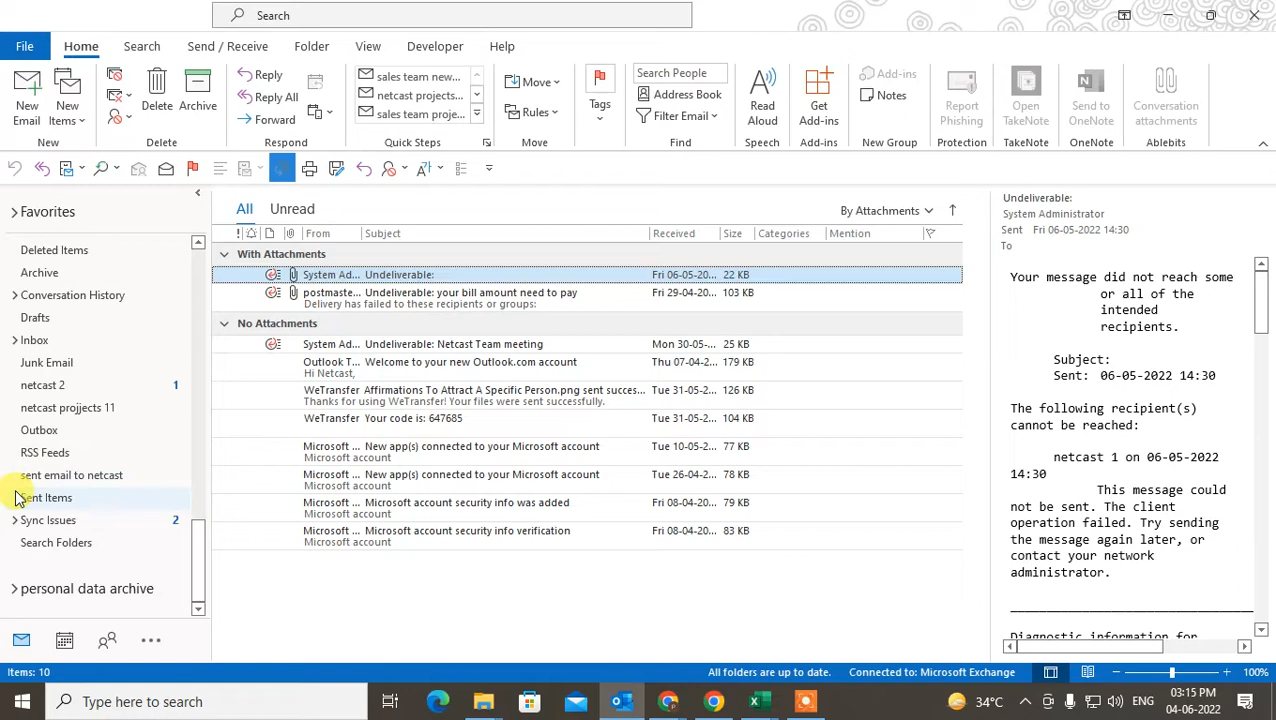 Search
File Home Search Send / Receive Folder View Developer Help
New Email
New Items
New
Delete
Archive
Delete
Reply
Reply All
Forward
Respond
sales team new...
netcast projects...
sales team proje...
Quick Steps
Move
Rules
Move
Tags
Search People
Address Book
Filter Email
Find
Read Aloud
Speech
Get Add-ins
Add-ins
Add-ins
Notes
New Group
Report Phishing
Protection
Open TakeNote
TakeNote
Send to OneNote
OneNote
Conversation attachments
Ablebits
Favorites
Deleted Items
Archive
Conversation History
Drafts
Inbox
Junk Email
netcast 2 1
netcast projjects 11
Outbox
RSS Feeds
sent email to netcast
ent Items
Sync Issues 2
Search Folders
personal data archive
All Unread By Attachments
! From Subject Received Size Categories Mention
With Attachments
System Ad... Undeliverable: Fri 06-05-20... 22 KB
postmaste... Undeliverable: your bill amount need to pay Fri 29-04-20... 103 KB
Delivery has failed to these recipients or groups:
No Attachments
System Ad... Undeliverable: Netcast Team meeting Mon 30-05-... 25 KB
Outlook T... Welcome to your new Outlook.com account Thu 07-04-2... 179 KB
Hi Netcast,
WeTransfer Affirmations To Attract A Specific Person.png sent succes... Tue 31-05-2... 126 KB
Thanks for using WeTransfer! Your files were sent successfully.
WeTransfer Your code is: 647685 Tue 31-05-2... 104 KB
Microsoft ... New app(s) connected to your Microsoft account Tue 10-05-2... 77 KB
Microsoft account
Microsoft ... New app(s) connected to your Microsoft account Tue 26-04-2... 78 KB
Microsoft account
Microsoft ... Microsoft account security info was added Fri 08-04-20... 79 KB
Microsoft account
Microsoft ... Microsoft account security info verification Fri 08-04-20... 83 KB
Microsoft account
Undeliverable:
System Administrator
Sent Fri 06-05-2022 14:30
To
Your message did not reach some
or all of the
intended
recipients.
Subject:
Sent: 06-05-2022 14:30
The following recipient(s)
cannot be reached:
netcast 1 on 06-05-2022
14:30
This message could
not be sent. The client
operation failed. Try sending
the message again later, or
contact your network
administrator.
Diagnostic information for
Items: 10 All folders are up to date. Connected to: Microsoft Exchange 100%
Type here to search 34°C ENG 03:15 PM
04-06-2022